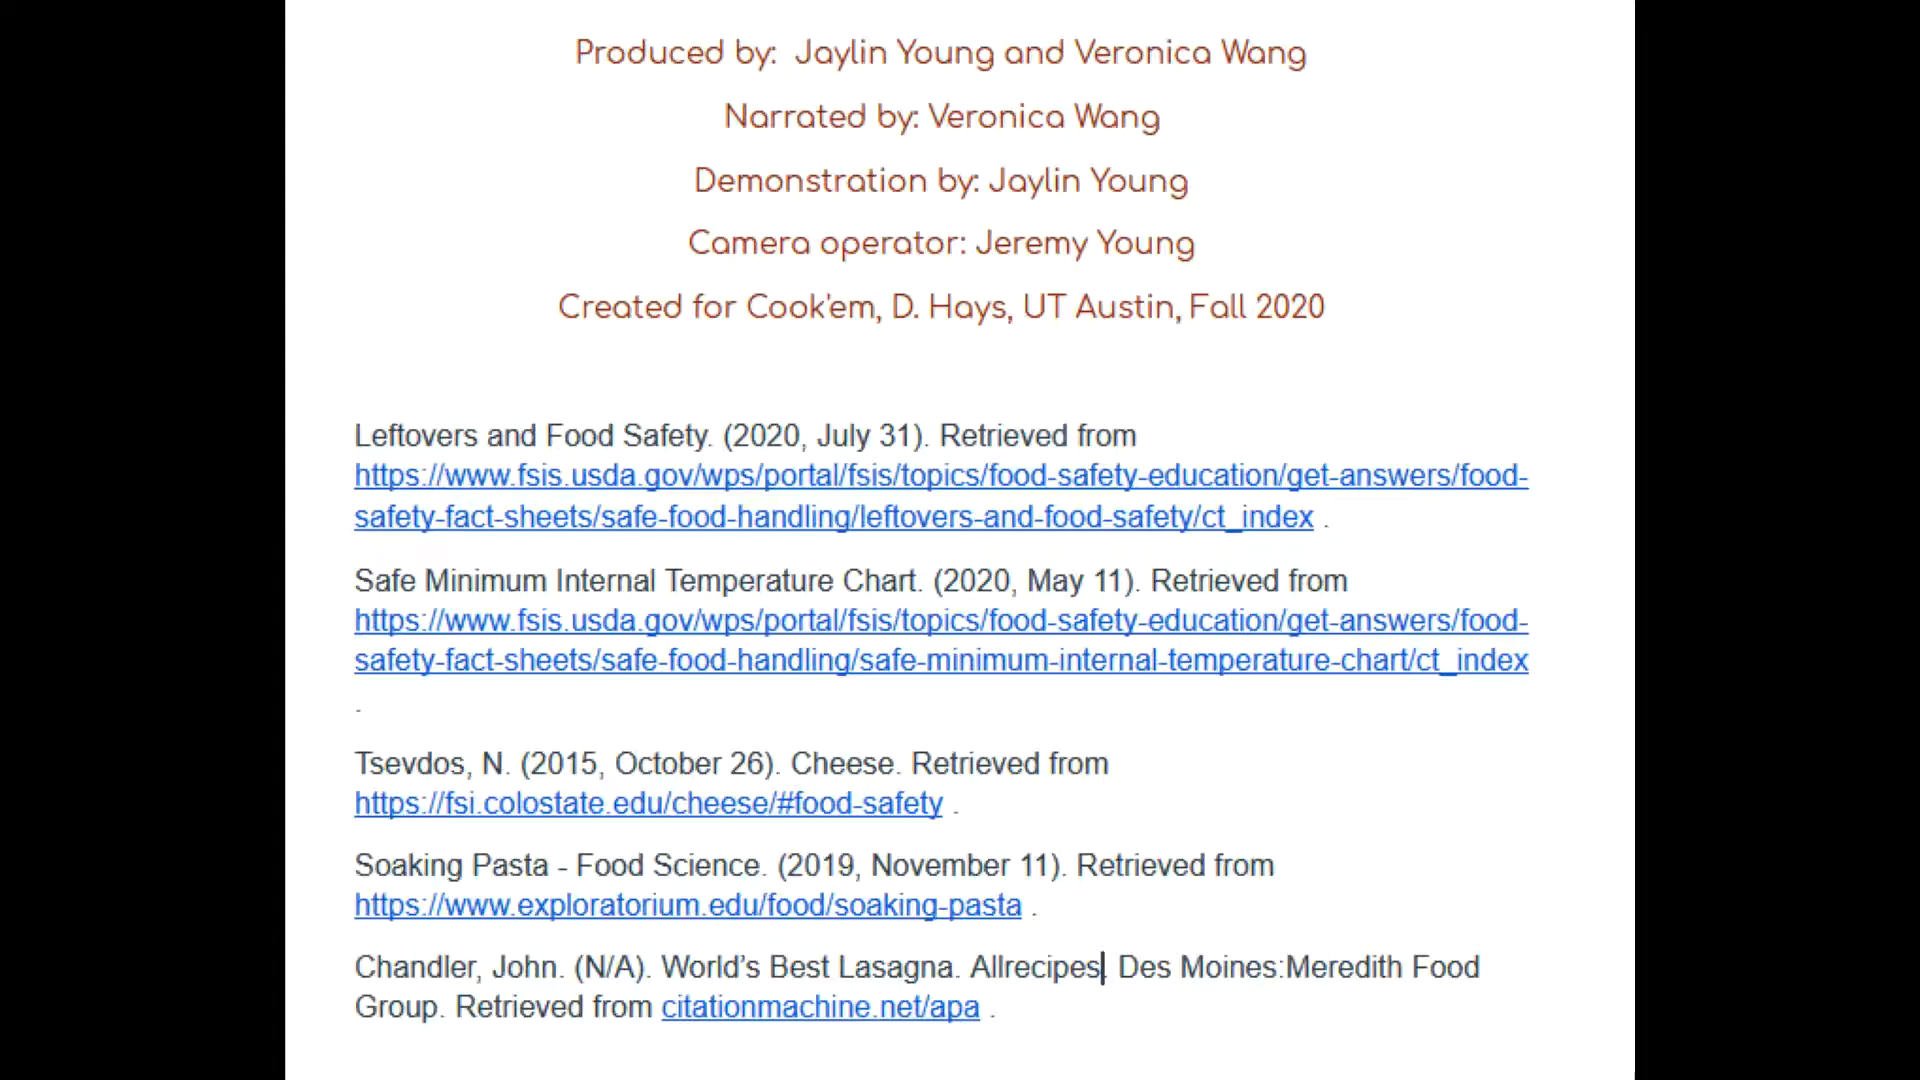 Produced by:  Jaylin Young and Veronica Wang
Narrated by: Veronica Wang
Demonstration by: Jaylin Young
Camera operator: Jeremy Young
Created for Cook'em, D. Hays, UT Austin, Fall 2020
Leftovers and Food Safety. (2020, July 31). Retrieved from
https://www.fsis.usda.gov/wps/portal/fsis/topics/food-safety-education/get-answers/food-
safety-fact-sheets/safe-food-handling/leftovers-and-food-safety/ct_index .
Safe Minimum Internal Temperature Chart. (2020, May 11). Retrieved from
https://www.fsis.usda.gov/wps/portal/fsis/topics/food-safety-education/get-answers/food-
safety-fact-sheets/safe-food-handling/safe-minimum-internal-temperature-chart/ct_index
.
Tsevdos, N. (2015, October 26). Cheese. Retrieved from
https://fsi.colostate.edu/cheese/#food-safety .
Soaking Pasta - Food Science. (2019, November 11). Retrieved from
https://www.exploratorium.edu/food/soaking-pasta .
Chandler, John. (N/A). World's Best Lasagna. Allrecipes. Des Moines:Meredith Food
Group. Retrieved from citationmachine.net/apa .